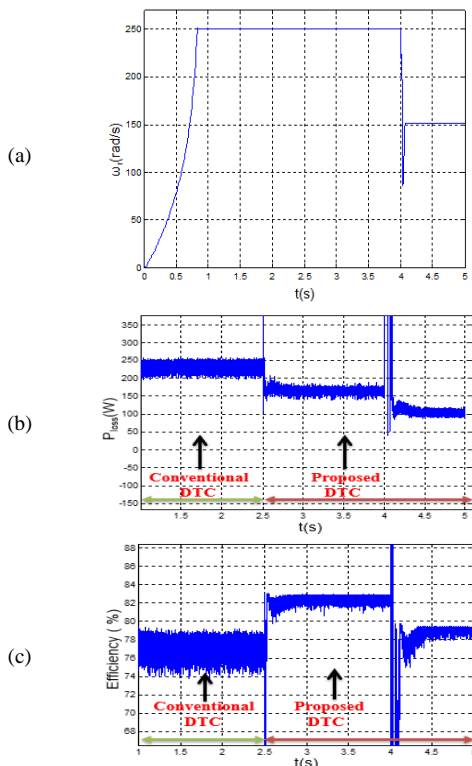 (a)
300
250
200
150
100
50
0
ωr(rad/s)
0 0.5 1 1.5 2 2.5 3 3.5 4 4.5 5
t(s)
(b)
350
300
250
200
150
100
50
0
-50
-100
-150
Ploss(W)
Conventional
DTC
Proposed
DTC
1.5 2 2.5 3 3.5 4 4.5 5
t(s)
(c)
88
86
84
82
80
78
76
74
72
70
68
Efficiency (%)
Conventional
DTC
Proposed
DTC
1 1.5 2 2.5 3 3.5 4 4.5 5
t(s)